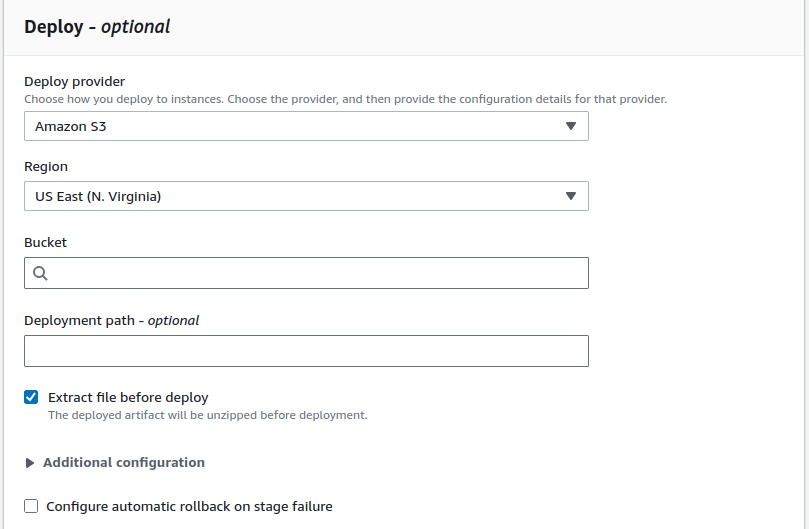 Deploy - optional
Deploy provider
Choose how you deploy to instances. Choose the provider, and then provide the configuration details for that provider.
Amazon S3
Region
US East (N. Virginia)
Bucket
Deployment path - optional
Extract file before deploy
The deployed artifact will be unzipped before deployment.
Additional configuration
Configure automatic rollback on stage failure